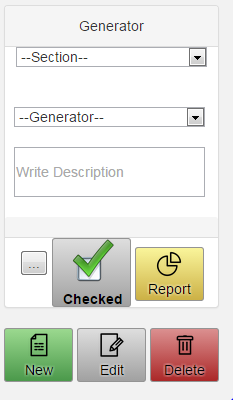 Generator
--Section--
--Generator--
Write Description
...
Checked
Report
New
Edit
Delete